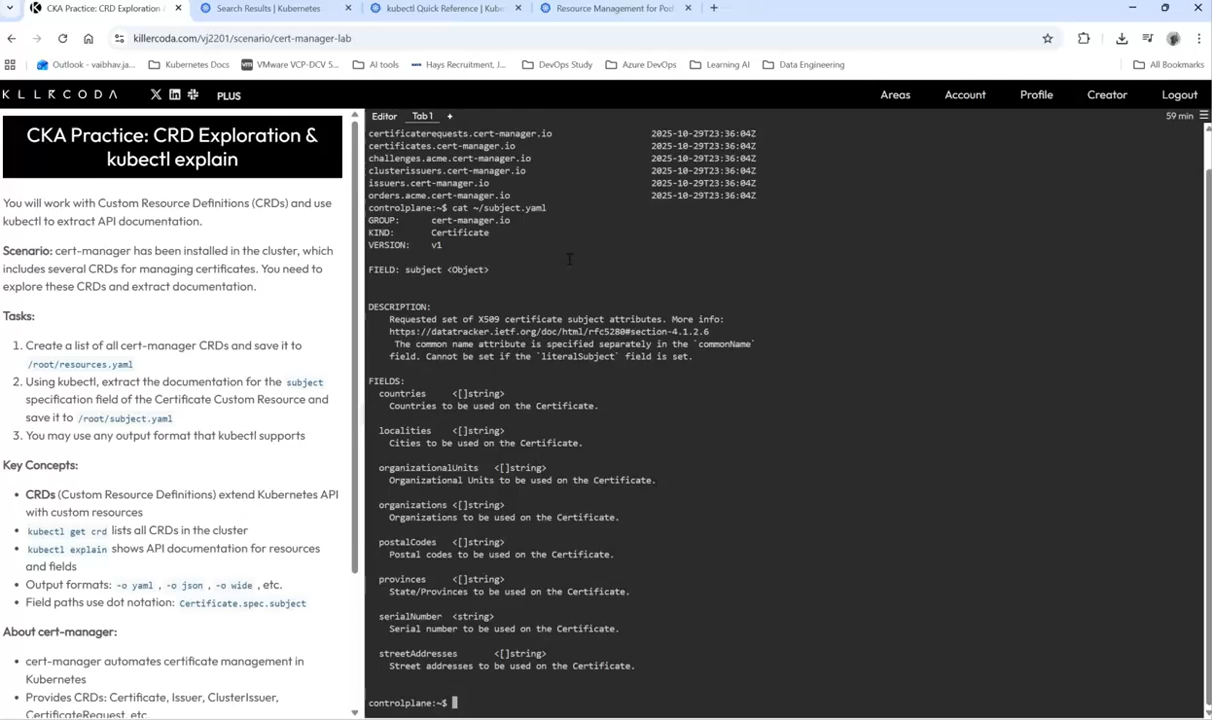 CKA Practice: CRD Exploration &
Search Results | Kubernetes
kubectl Quick Reference | Kube
Resource Management for Pod
killercoda.com/vj2201/scenario/cert-manager-lab
Outlook - vaibhav.ja...
Kubernetes Docs
VMware VCP-DCV 5...
AI tools
Hays Recruitment, J...
DevOps Study
Azure DevOps
Learning AI
Data Engineering
All Bookmarks
KILLERCODA
PLUS
Areas
Account
Profile
Creator
Logout
CKA Practice: CRD Exploration &
kubectl explain
You will work with Custom Resource Definitions (CRDs) and use
kubectl to extract API documentation.
Scenario: cert-manager has been installed in the cluster, which
includes several CRDs for managing certificates. You need to
explore these CRDs and extract documentation.
Tasks:
1. Create a list of all cert-manager CRDs and save it to
/root/resources.yaml
2. Using kubectl, extract the documentation for the subject
specification field of the Certificate Custom Resource and
save it to /root/subject.yaml
3. You may use any output format that kubectl supports
Key Concepts:
• CRDs (Custom Resource Definitions) extend Kubernetes API
with custom resources
• kubectl get crd lists all CRDs in the cluster
• kubectl explain shows API documentation for resources
and fields
• Output formats: -o yaml , -o json , -o wide , etc.
• Field paths use dot notation: Certificate.spec.subject
About cert-manager:
• cert-manager automates certificate management in
Kubernetes
• Provides CRDs: Certificate, Issuer, ClusterIssuer,
CertificateRequest, etc.
Editor Tab 1 +
59 min
certificaterequests.cert-manager.io 2025-10-29T23:36:04Z
certificates.cert-manager.io 2025-10-29T23:36:04Z
challenges.acme.cert-manager.io 2025-10-29T23:36:04Z
clusterissuers.cert-manager.io 2025-10-29T23:36:04Z
issuers.cert-manager.io 2025-10-29T23:36:04Z
orders.acme.cert-manager.io 2025-10-29T23:36:04Z
controlplane:~$ cat ~/subject.yaml
GROUP: cert-manager.io
KIND: Certificate
VERSION: v1
FIELD: subject <Object>
DESCRIPTION:
Requested set of X509 certificate subject attributes. More info:
https://datatracker.ietf.org/doc/html/rfc5280#section-4.1.2.6
The common name attribute is specified separately in the `commonName`
field. Cannot be set if the `literalSubject` field is set.
FIELDS:
countries <[]string>
Countries to be used on the Certificate.
localities <[]string>
Cities to be used on the Certificate.
organizationalUnits <[]string>
Organizational Units to be used on the Certificate.
organizations <[]string>
Organizations to be used on the Certificate.
postalCodes <[]string>
Postal codes to be used on the Certificate.
provinces <[]string>
State/Provinces to be used on the Certificate.
serialNumber <string>
Serial number to be used on the Certificate.
streetAddresses <[]string>
Street addresses to be used on the Certificate.
controlplane:~$